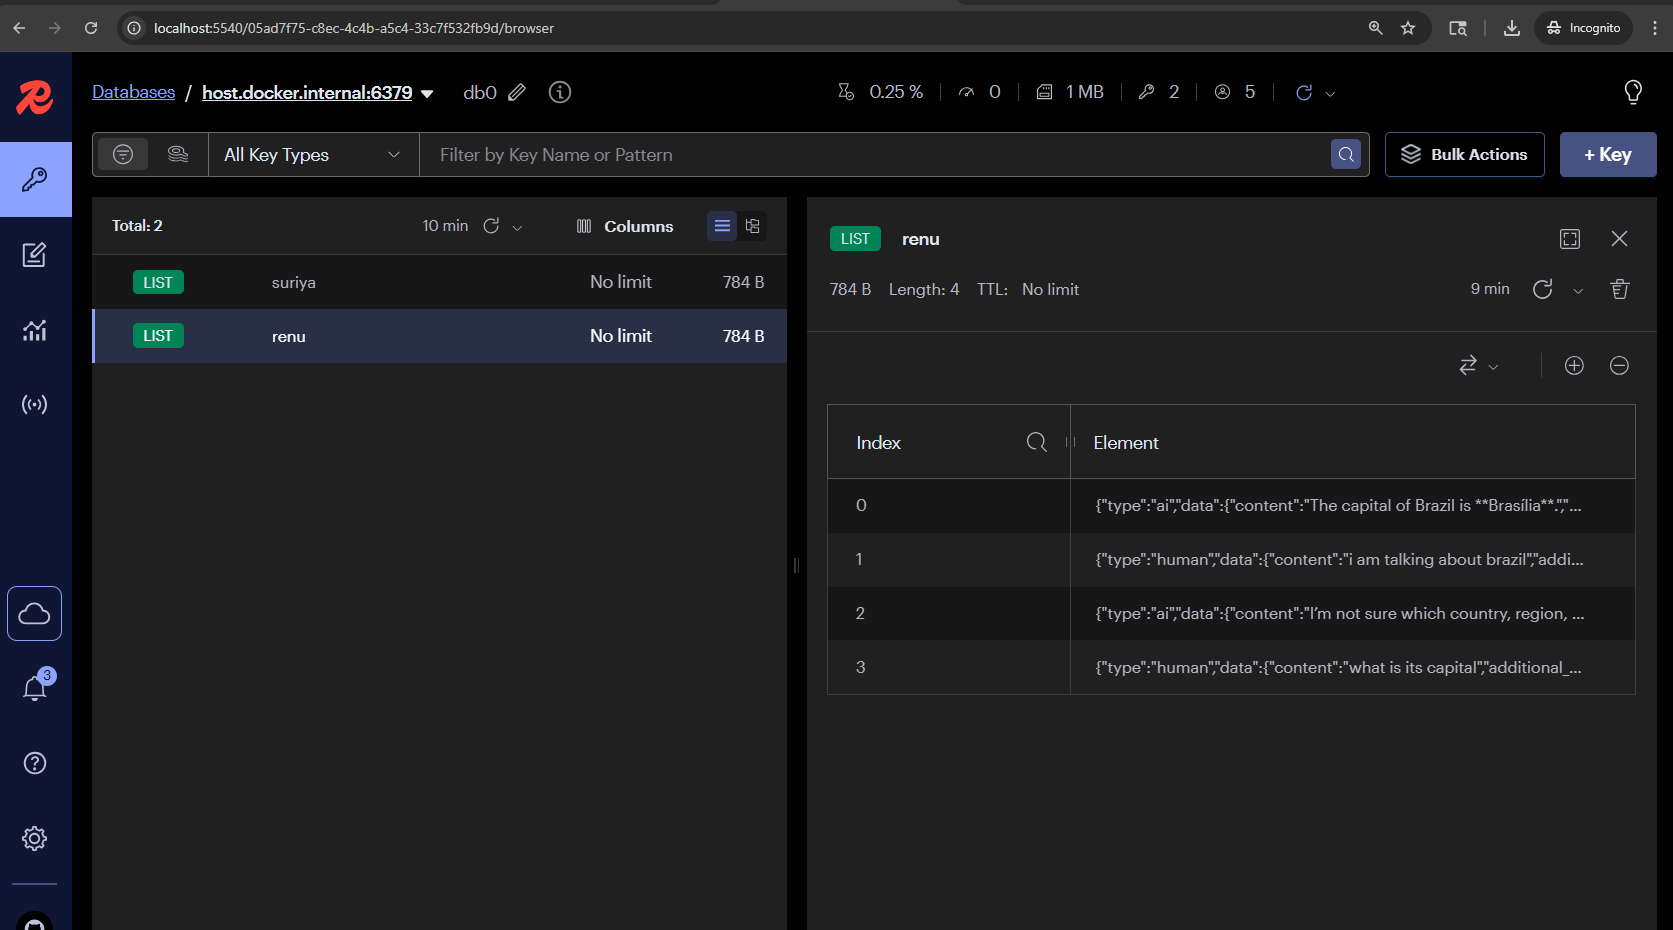 localhost:5540/05ad7f75-c8ec-4c4b-a5c4-33c7f532fb9d/browser
Incognito
Databases / host.docker.internal:6379 db0
0.25 % 0 1 MB 2 5
All Key Types
Filter by Key Name or Pattern
Bulk Actions
+ Key
Total: 2 10 min Columns
LIST suriya No limit 784 B
LIST renu No limit 784 B
LIST renu
784 B Length: 4 TTL: No limit 9 min
Index Element
0 {"type":"ai","data":{"content":"The capital of Brazil is **Brasília**.","...
1 {"type":"human","data":{"content":"i am talking about brazil","addi...
2 {"type":"ai","data":{"content":"I’m not sure which country, region, ...
3 {"type":"human","data":{"content":"what is its capital","additional_...
3